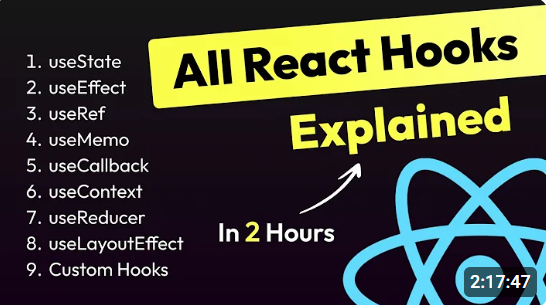 1. useState
2. useEffect
3. useRef
4. useMemo
5. useCallback
6. useContext
7. useReducer
8. useLayoutEffect
9. Custom Hooks
All React Hooks
Explained
In 2 Hours
2:17:47